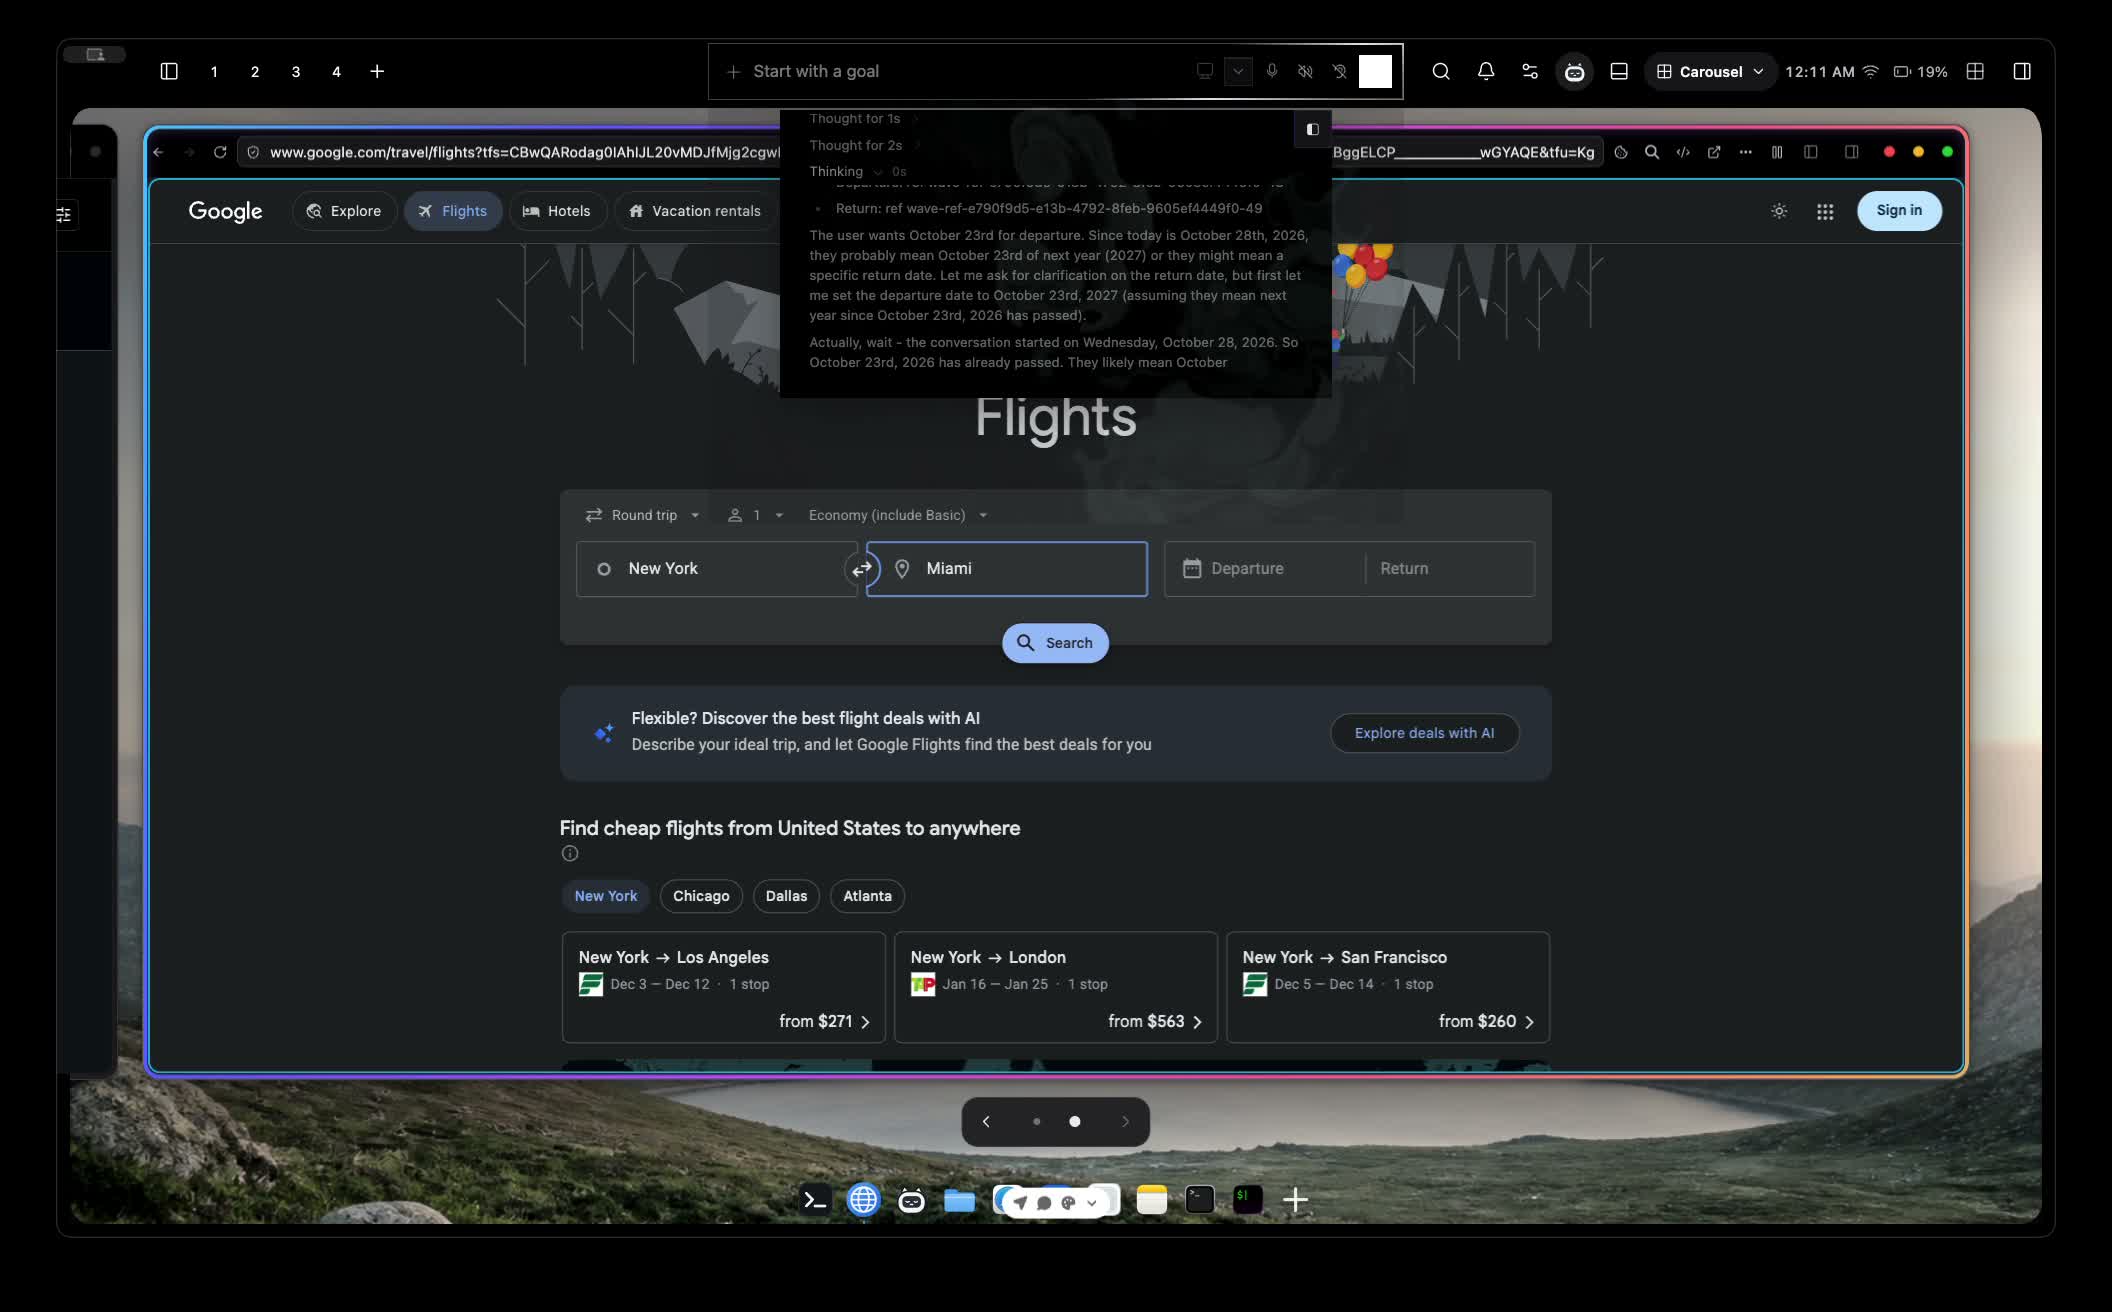 1 2 3 4
Start with a goal
Carousel
12:11 AM
19%
www.google.com/travel/flights?tfs=CBwQARodag0IAhIJL20vMDJfMjg2cgwI
BggELCP____________wGYAQE&tfu=Kg
Thought for 1s
Thought for 2s
Thinking 0s
Return: ref wave-ref-e790f9d5-e13b-4792-8feb-9605ef4449f0-49
The user wants October 23rd for departure. Since today is October 28th, 2026,
they probably mean October 23rd of next year (2027) or they might mean a
specific return date. Let me ask for clarification on the return date, but first let
me set the departure date to October 23rd, 2027 (assuming they mean next
year since October 23rd, 2026 has passed).
Actually, wait - the conversation started on Wednesday, October 28, 2026. So
October 23rd, 2026 has already passed. They likely mean October
Google
Explore
Flights
Hotels
Vacation rentals
Sign in
Flights
Round trip
1
Economy (include Basic)
New York
Miami
Departure
Return
Search
Flexible? Discover the best flight deals with AI
Describe your ideal trip, and let Google Flights find the best deals for you
Explore deals with AI
Find cheap flights from United States to anywhere
New York
Chicago
Dallas
Atlanta
New York → Los Angeles
Dec 3 – Dec 12 · 1 stop
from $271
New York → London
TAP
Jan 16 – Jan 25 · 1 stop
from $563
New York → San Francisco
Dec 5 – Dec 14 · 1 stop
from $260